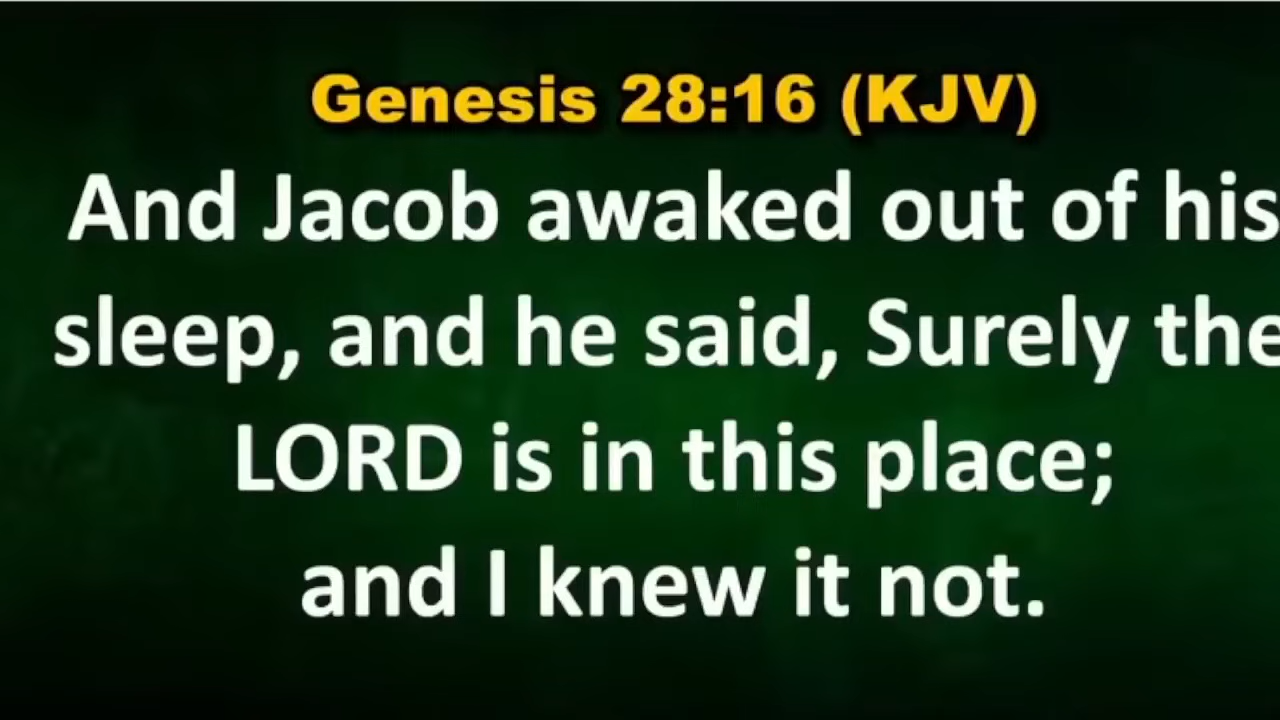 Genesis 28:16 (KJV)
And Jacob awaked out of his
sleep, and he said, Surely the
LORD is in this place;
and I knew it not.